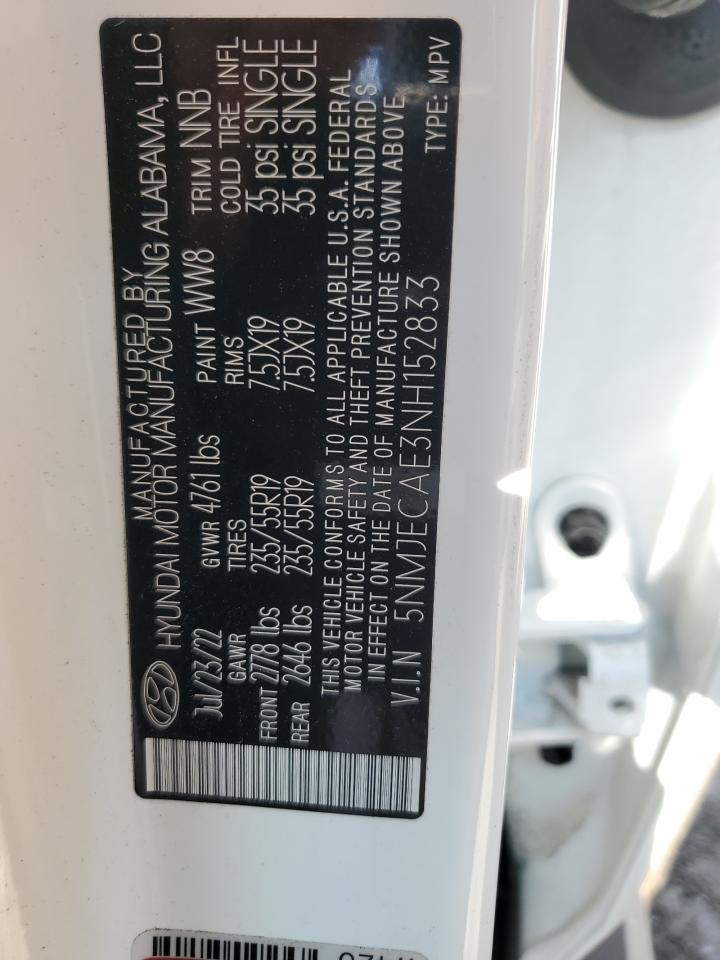 MANUFACTURED BY
HYUNDAI MOTOR MANUFACTURING ALABAMA, LLC
JUl/23/22 GVWR 4761 lbs PAINT WW8 TRIM NNB
GAWR TIRES RIMS COLD TIRE INFL
FRONT 2778 lbs 235/55R19 7.5JX19 35 psi SINGLE
REAR 2646 lbs 235/55R19 7.5JX19 35 psi SINGLE
THIS VEHICLE CONFORMS TO ALL APPLICABLE U.S.A. FEDERAL
MOTOR VEHICLE SAFETY AND THEFT PREVENTION STANDARDS
IN EFFECT ON THE DATE OF MANUFACTURE SHOWN ABOVE.
V.I.N 5NMJECAE3NH152833 TYPE: MPV